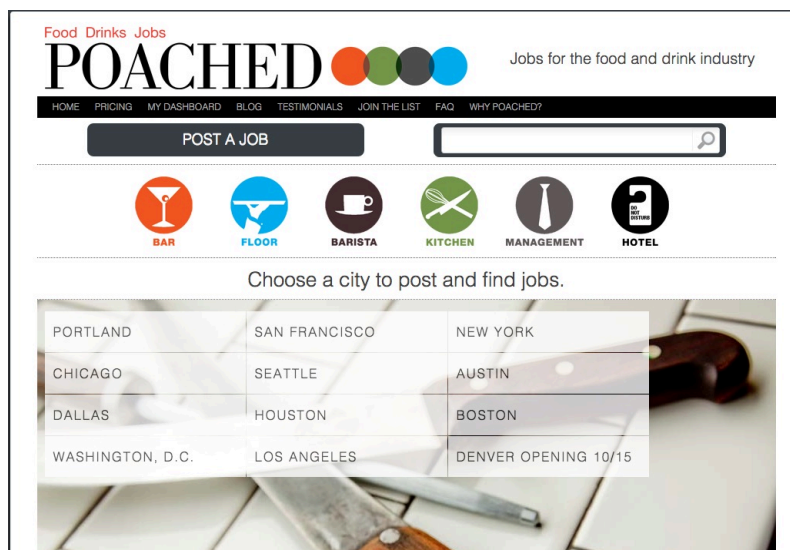 Food Drinks Jobs
POACHED
Jobs for the food and drink industry
HOME PRICING MY DASHBOARD BLOG TESTIMONIALS JOIN THE LIST FAQ WHY POACHED?
POST A JOB
DO
NOT
DISTURB
BAR FLOOR BARISTA KITCHEN MANAGEMENT HOTEL
Choose a city to post and find jobs.
PORTLAND SAN FRANCISCO NEW YORK
CHICAGO SEATTLE AUSTIN
DALLAS HOUSTON BOSTON
WASHINGTON, D.C. LOS ANGELES DENVER OPENING 10/15